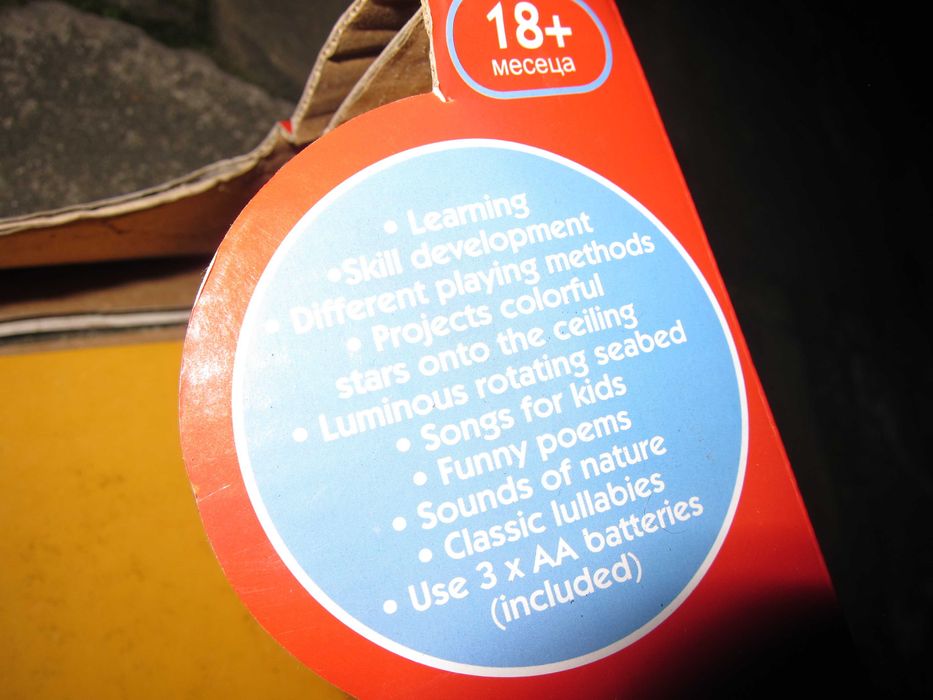 18+
месеца
• Learning
•Skill development
• Different playing methods
• Projects colorful
stars onto the ceiling
• Luminous rotating seabed
• Songs for kids
• Funny poems
• Sounds of nature
• Classic lullabies
• Use 3 x AA batteries
(included)